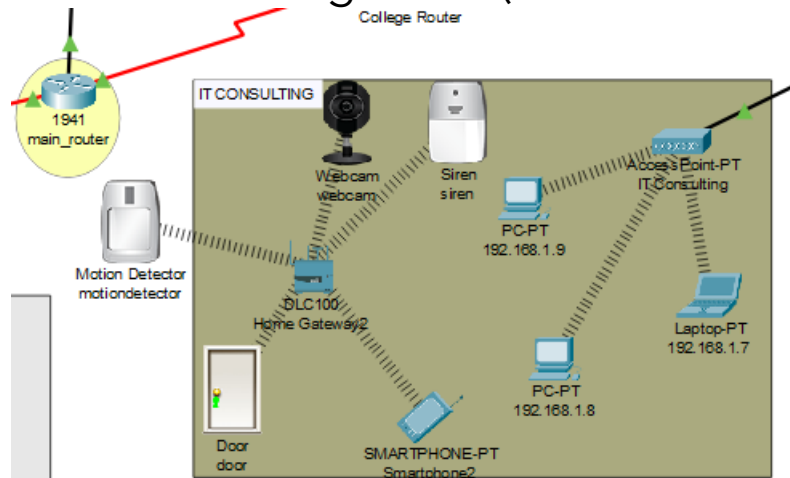 College Router
1941
main_router
IT CONSULTING
Webcam
webcam
Siren
siren
Access Point-PT
IT Consulting
PC-PT
192.168.1.9
Motion Detector
motiondetector
DLC100
Home Gateway2
Laptop-PT
192.168.1.7
PC-PT
192.168.1.8
Door
door
SMARTPHONE-PT
Smartphone2